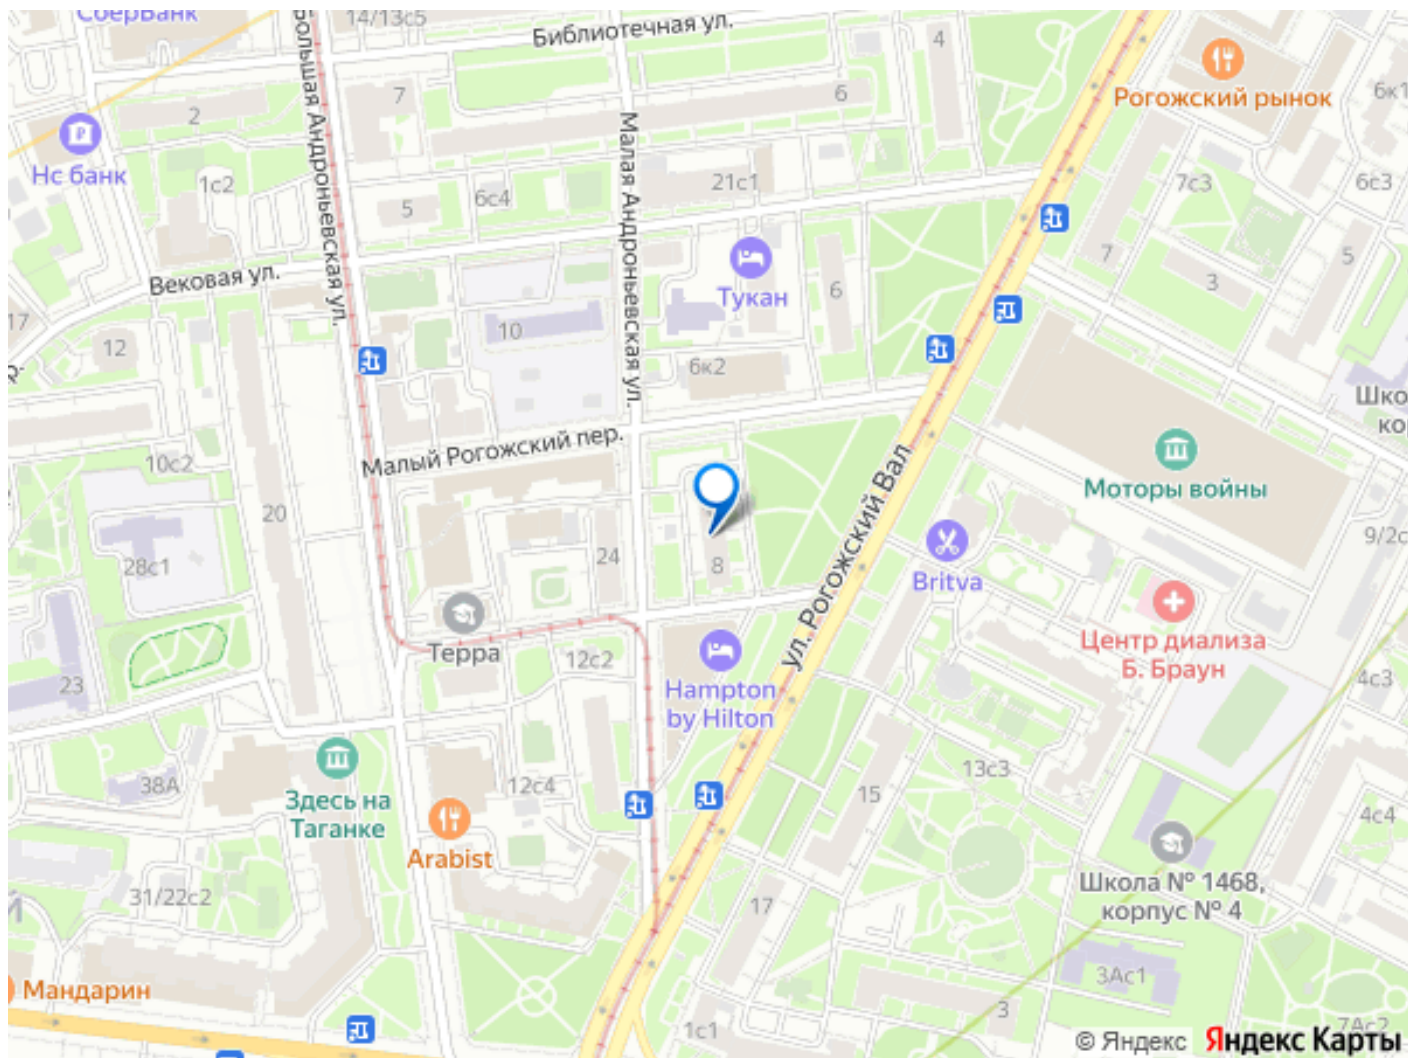 СберБанк
14/13с5
Библиотечная ул.
4
Рогожский рынок
6к1
Большая Андроньевская ул.
7
2
6
Малая Андроньевская ул.
Нс банк
1с2
5
6с4
21с1
7с3
6с3
Вековая ул.
Тукан
6
7
3
5
17
12
10
6к2
Шко
ко
Малый Рогожский пер.
10с2
20
Моторы войны
ул. Рогожский Вал
28с1
24
8
Britva
9/2с
Терра
12с2
Hampton
by Hilton
Центр диализа
Б. Браун
23
4с3
38А
Здесь на
Таганке
12с4
Arabist
15
13с3
4с4
31/22с2
Школа № 1468,
корпус № 4
17
Й
Мандарин
3Ас1
3
1с1
7Ас2
© Яндекс
Яндекс Карты